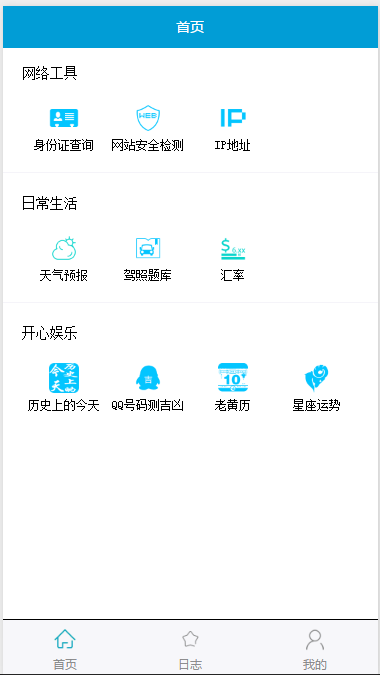 首页
网络工具
WEB IP
身份证查询 网站安全检测 IP地址
日常生活
$ 6.xx
天气预报 驾照题库 汇率
开心娱乐
历史上的今天 吉 10
历史上的今天 QQ号码测吉凶 老黄历 星座运势
首页 日志 我的